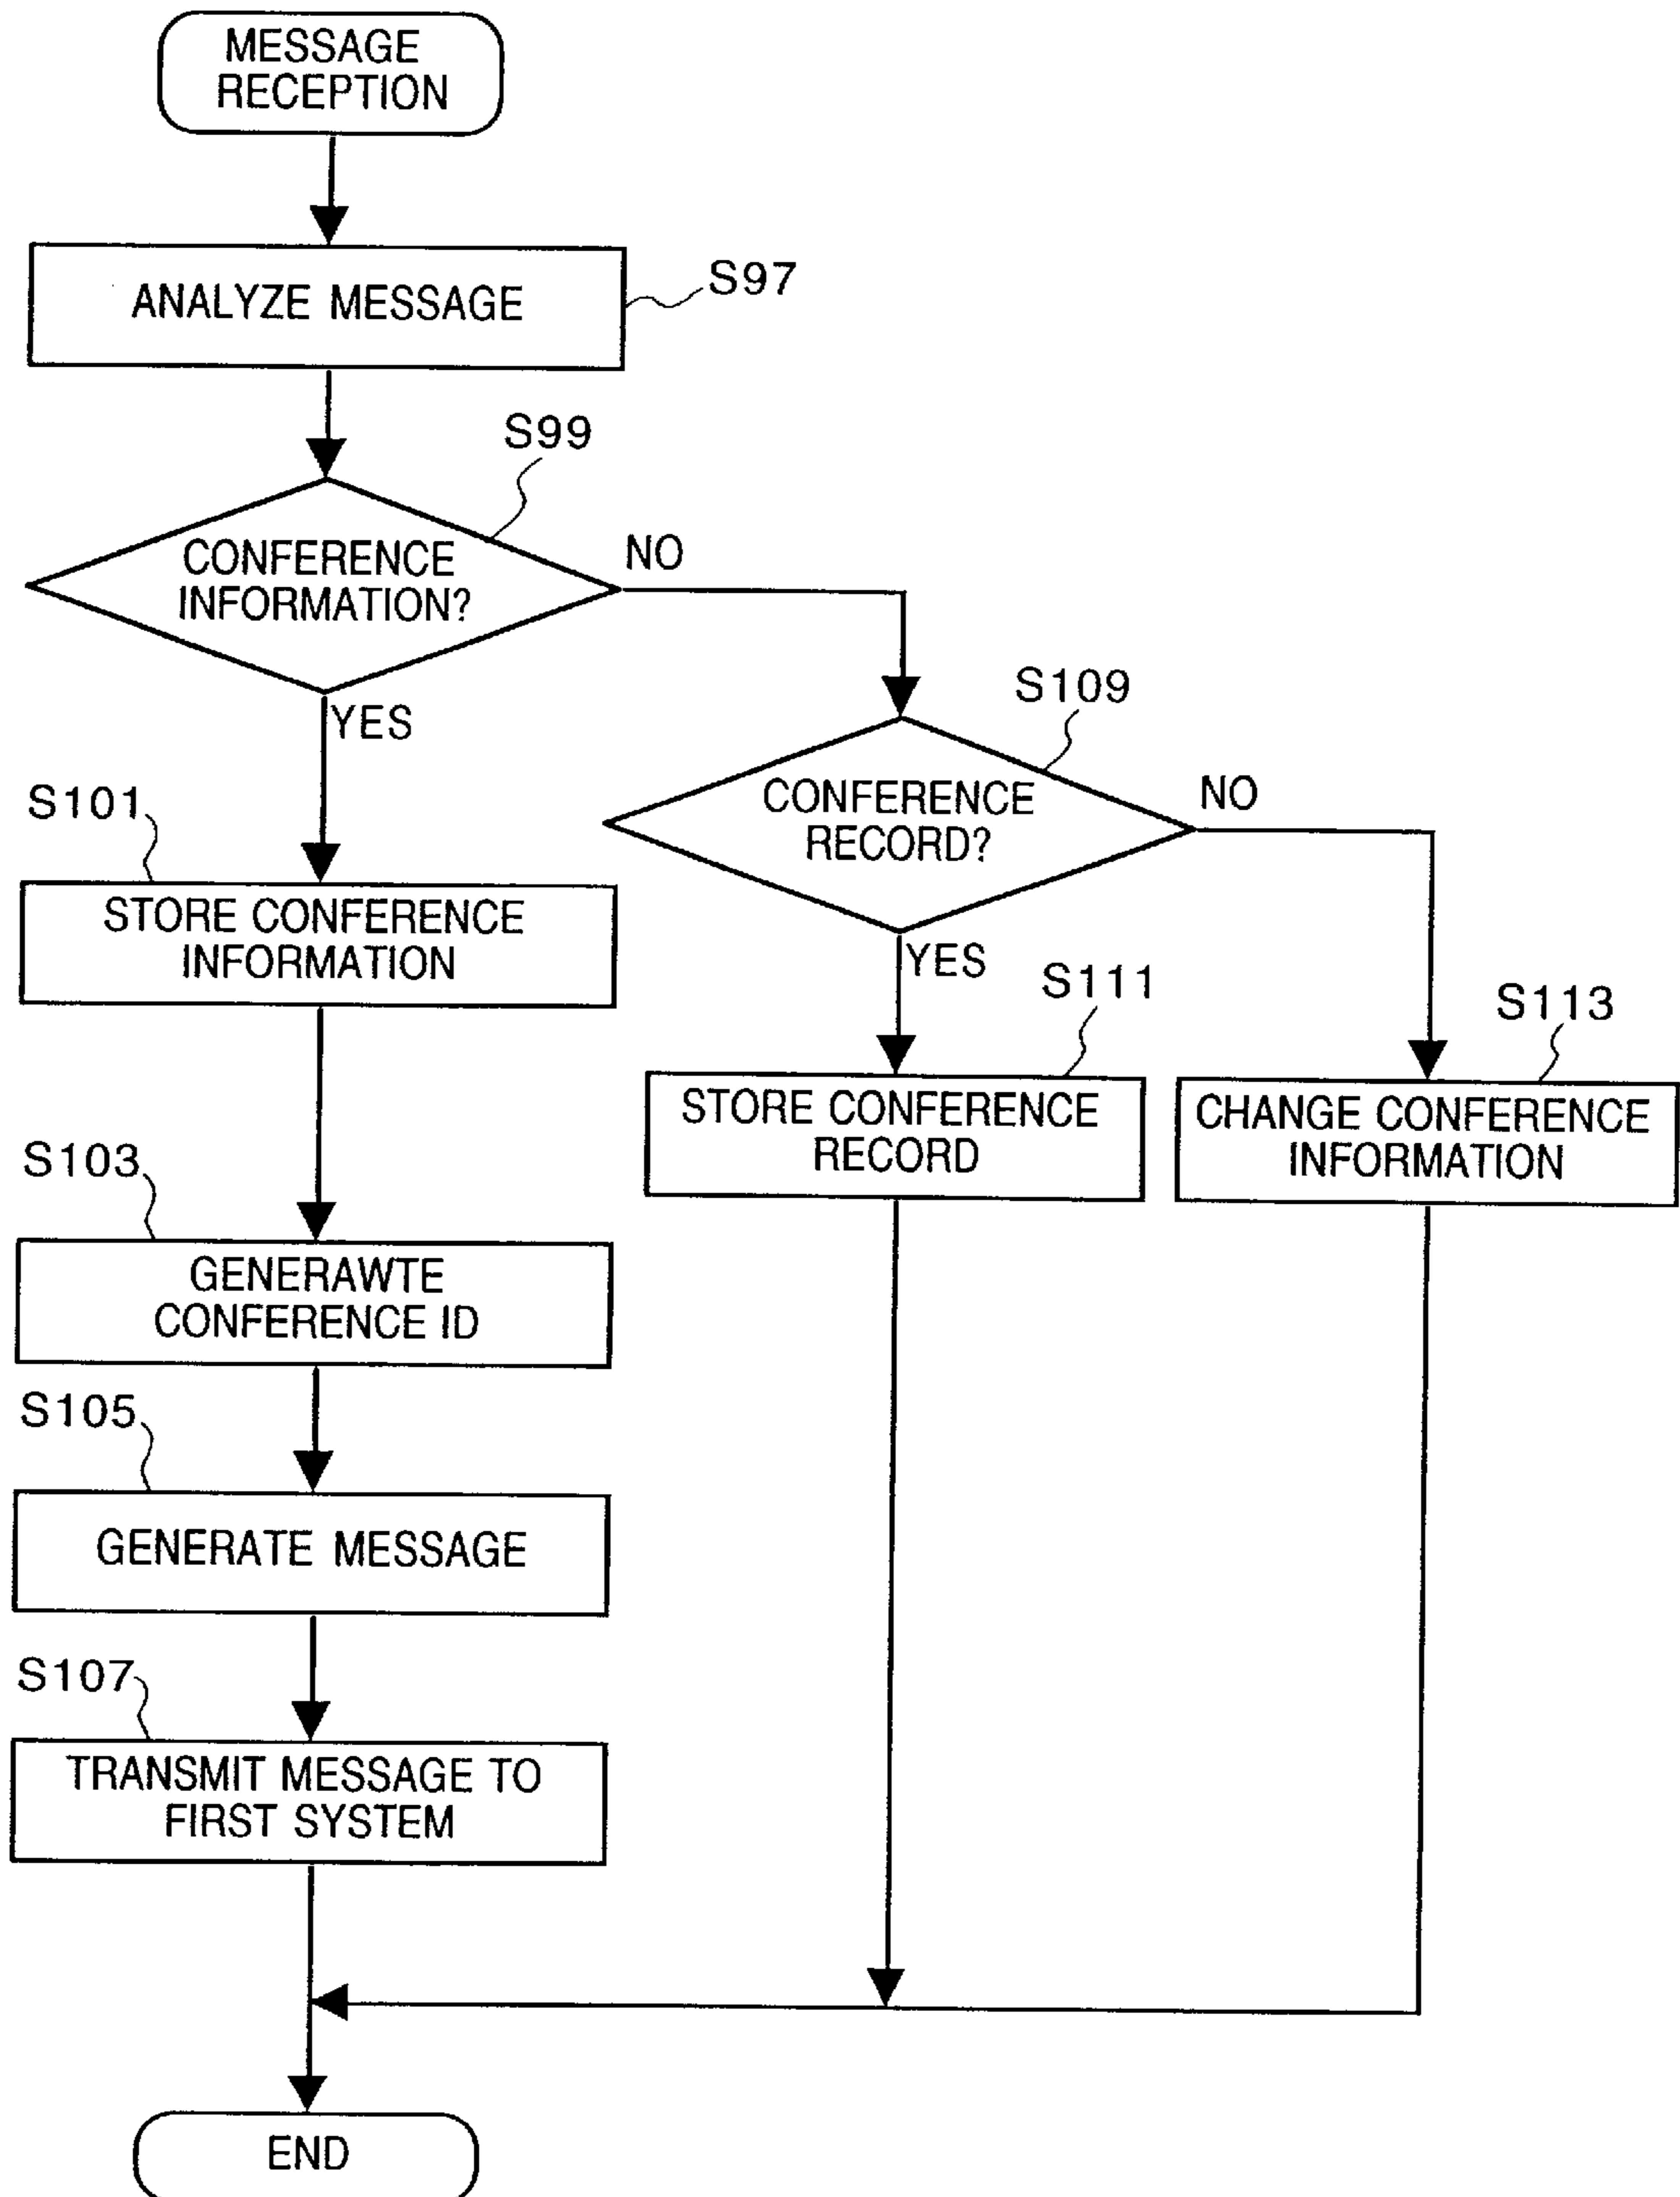 MESSAGE
RECEPTION
ANALYZE MESSAGE
S97
S99
CONFERENCE
INFORMATION?
NO
YES
S109
CONFERENCE
RECORD?
NO
YES
S101
STORE CONFERENCE
INFORMATION
S111
STORE CONFERENCE
RECORD
S113
CHANGE CONFERENCE
INFORMATION
S103
GENERAWTE
CONFERENCE ID
S105
GENERATE MESSAGE
S107
TRANSMIT MESSAGE TO
FIRST SYSTEM
END